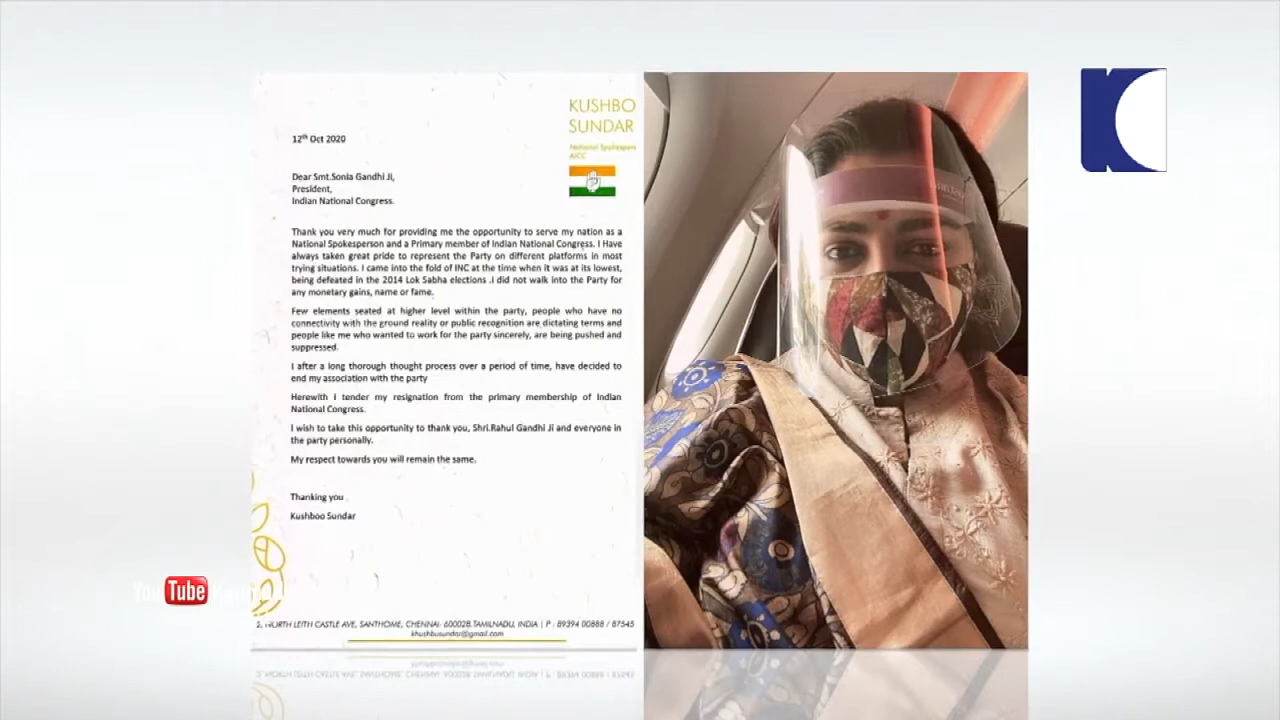 KUSHBO
SUNDAR
National Spokespers
AICC
12th Oct 2020
Dear Smt.Sonia Gandhi Ji,
President,
Indian National Congress.
Thank you very much for providing me the opportunity to serve my nation as a
National Spokesperson and a Primary member of Indian National Congress. I Have
always taken great pride to represent the Party on different platforms in most
trying situations. I came into the fold of INC at the time when it was at its lowest,
being defeated in the 2014 Lok Sabha elections .i did not walk into the Party for
any monetary gains, name or fame.
Few elements seated at higher level within the party, people who have no
connectivity with the ground reality or public recognition are dictating terms and
people like me who wanted to work for the party sincerely, are being pushed and
suppressed.
I after a long thorough thought process over a period of time, have decided to
end my association with the party
Herewith i tender my resignation from the primary membership of Indian
National Congress.
I wish to take this opportunity to thank you, Shri.Rahul Gandhi Ji and everyone in
the party personally.
My respect towards you will remain the same.
Thanking you
Kushboo Sundar
2, NORTH LEITH CASTLE AVE, SANTHOME, CHENNAI- 600028.TAMILNADU, INDIA | P : 89394 00888 / 87545
khushbusundar@gmail.com
YouTube